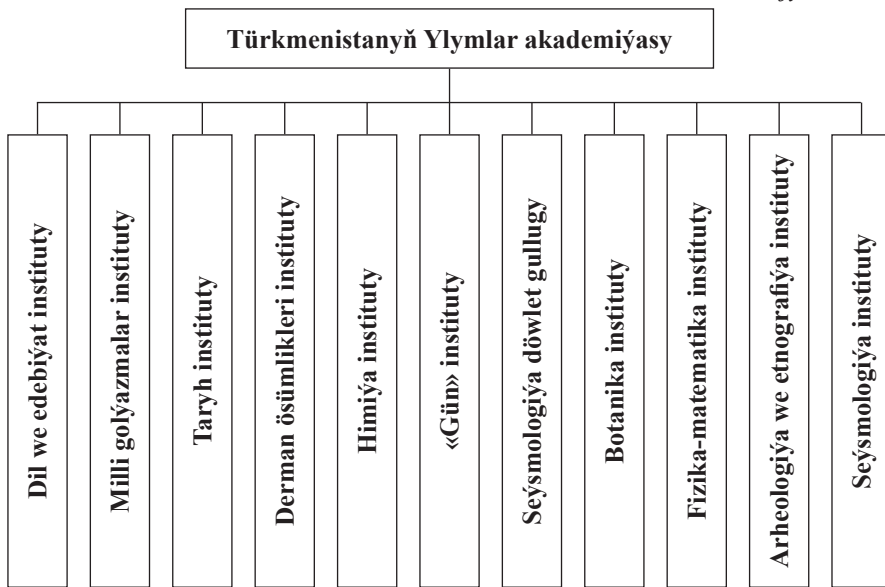 Türkmenistanyň Ylymlar akademiýasy
Dil we edebiýat instituty
Milli golýazmalar instituty
Taryh instituty
Derman ösümlikleri instituty
Himiýa instituty
«Gün» instituty
Seýsmologiýa döwlet gullugy
Botanika instituty
Fizika-matematika instituty
Arheologiýa we etnografiýa instituty
Seýsmologiýa instituty